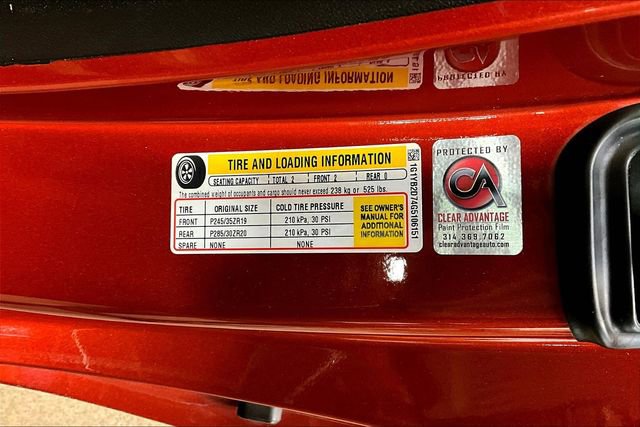 TIRE AND LOADING INFORMATION
SEATING CAPACITY TOTAL 2 FRONT 2 REAR 0
The combined weight of occupants and cargo should never exceed 238 kg or 525 lbs.
TIRE ORIGINAL SIZE COLD TIRE PRESSURE
FRONT P245/35ZR19 210 kPa, 30 PSI
REAR P285/30ZR20 210 kPa, 30 PSI
SPARE NONE NONE
SEE OWNER'S
MANUAL FOR
ADDITIONAL
INFORMATION
1G1YB2D74G5106151
PROTECTED BY
CA
CLEAR ADVANTAGE
Paint Protection Film
314.369.7062
clearadvantageauto.com